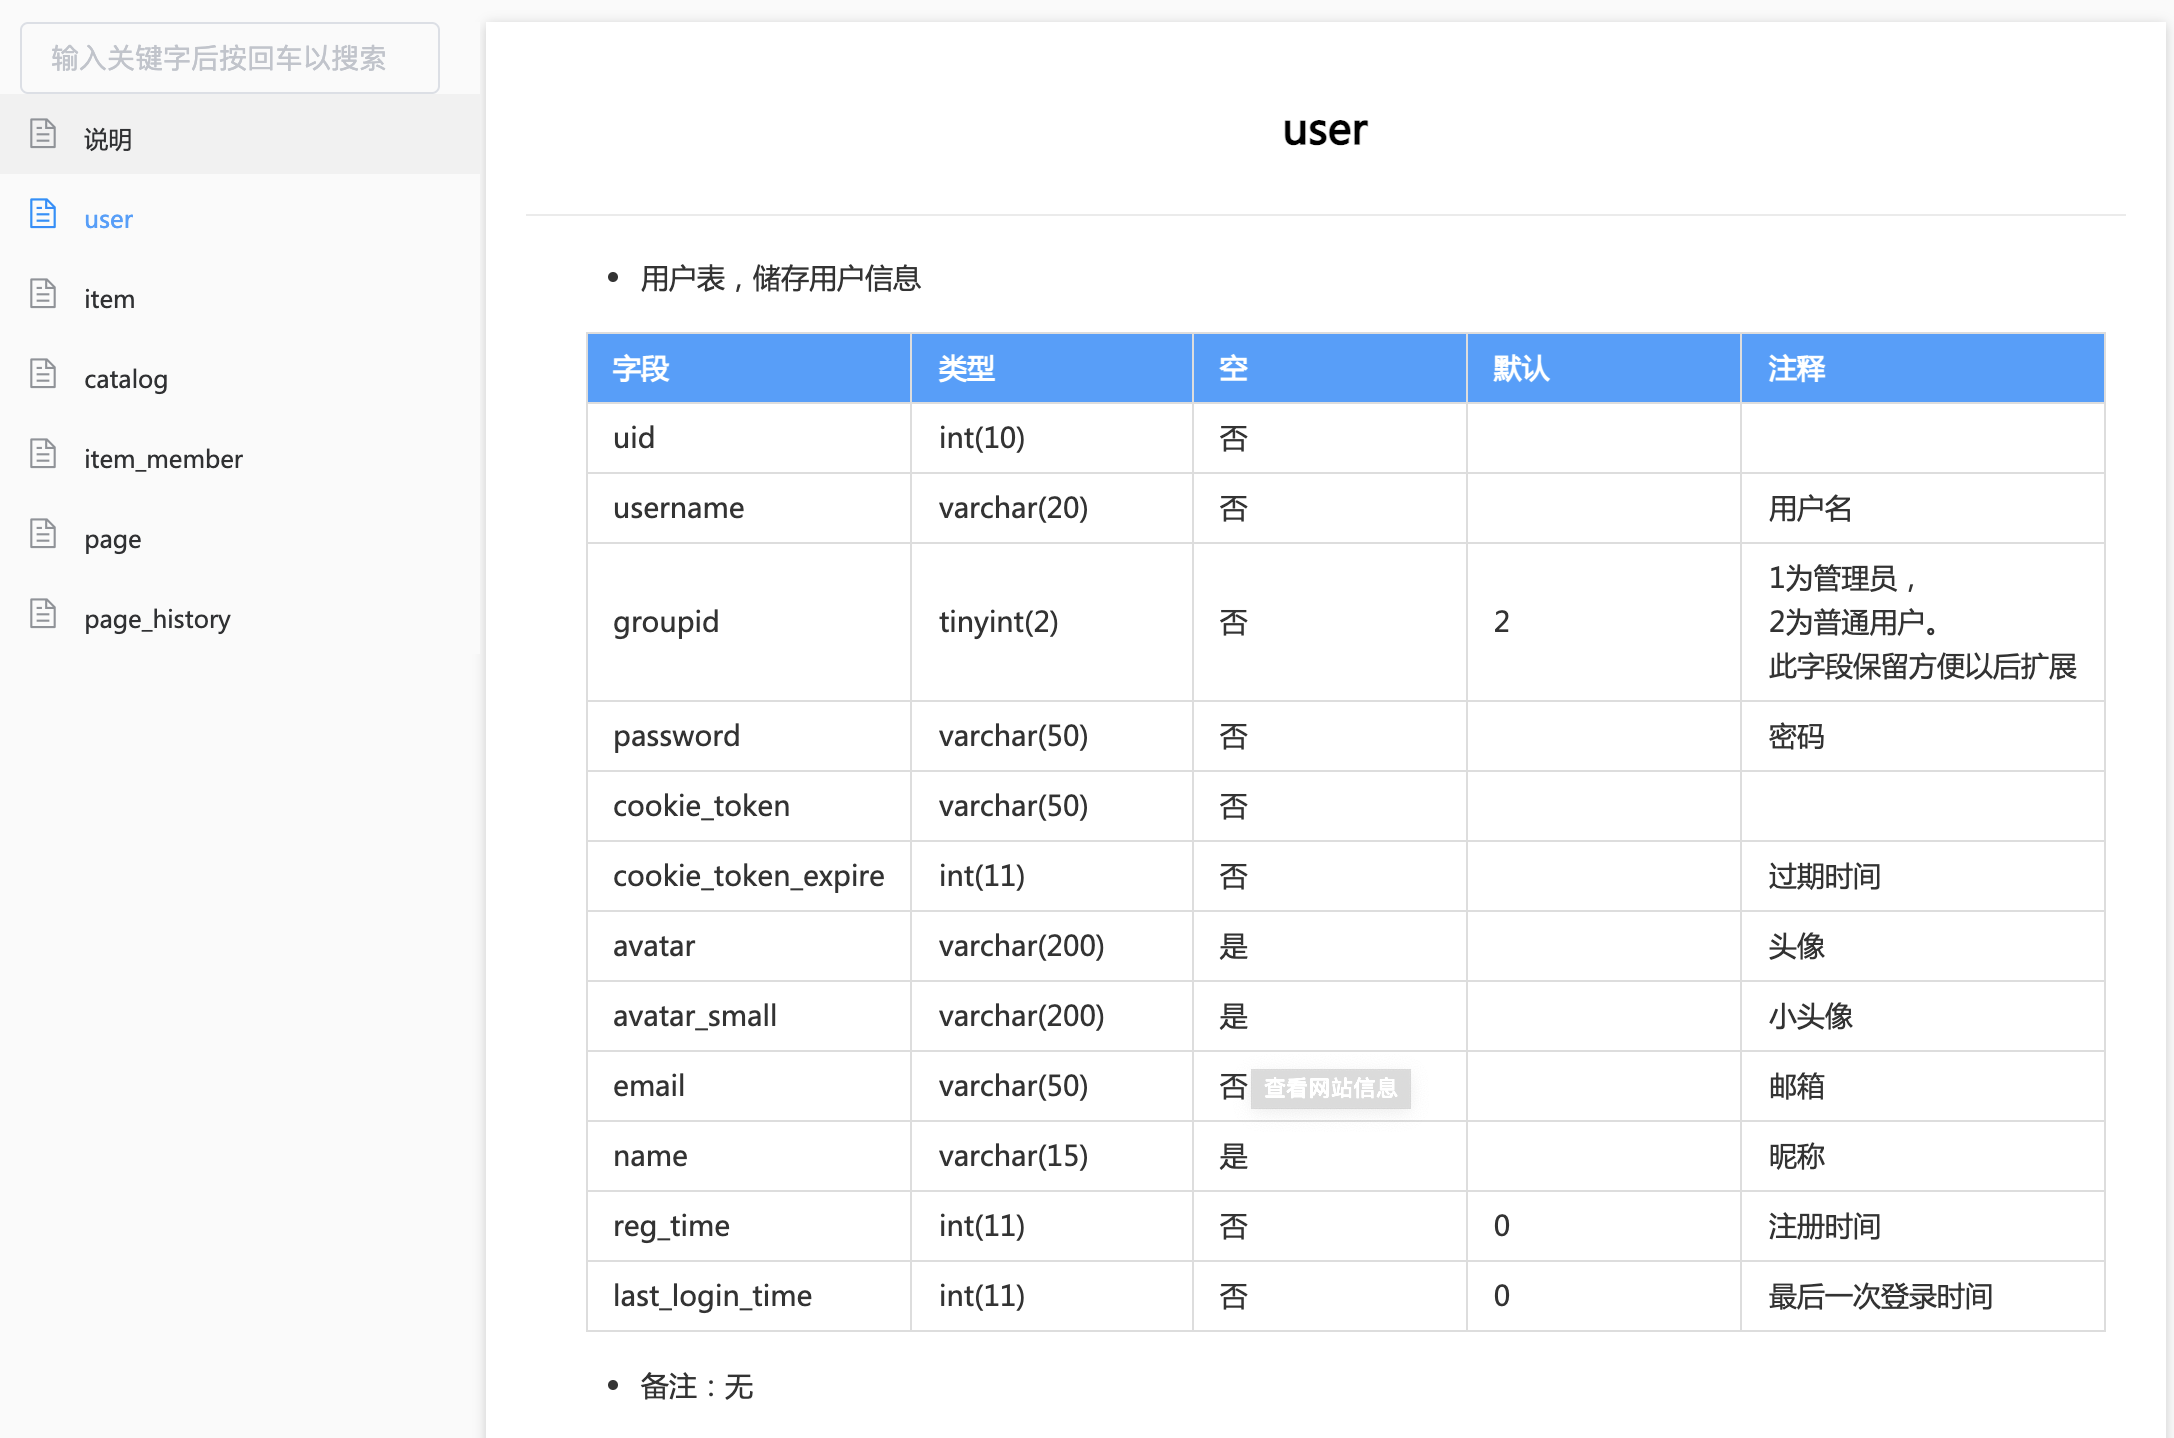 输入关键字后按回车以搜索
说明
user
item
catalog
item_member
page
page_history
user
用户表，储存用户信息
字段 类型 空 默认 注释
uid int(10) 否
username varchar(20) 否 用户名
groupid tinyint(2) 否 2 1为管理员，
2为普通用户。
此字段保留方便以后扩展
password varchar(50) 否 密码
cookie_token varchar(50) 否
cookie_token_expire int(11) 否 过期时间
avatar varchar(200) 是 头像
avatar_small varchar(200) 是 小头像
email varchar(50) 否 查看网站信息 邮箱
name varchar(15) 是 昵称
reg_time int(11) 否 0 注册时间
last_login_time int(11) 否 0 最后一次登录时间
备注：无